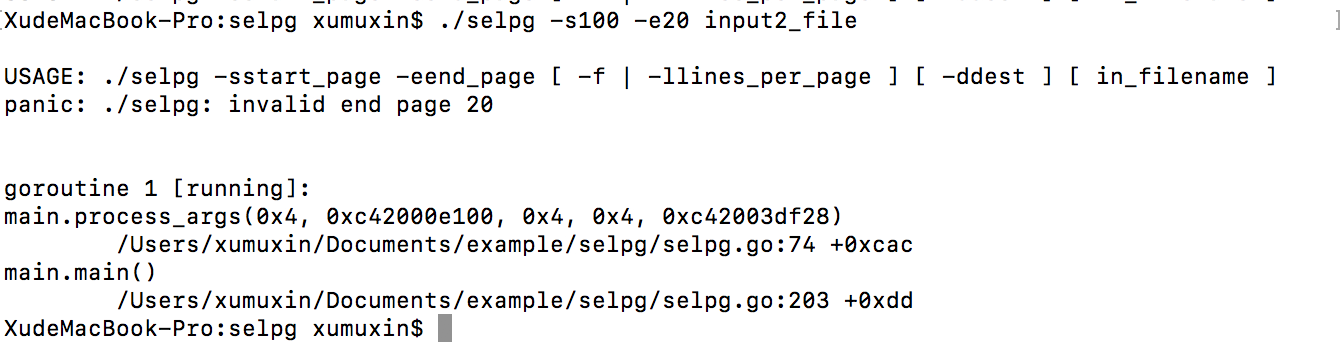 XudeMacBook-Pro:selpg xumuxin$ ./selpg -s100 -e20 input2_file
USAGE: ./selpg -sstart_page -eend_page [ -f | -llines_per_page ] [ -ddest ] [ in_filename ]
panic: ./selpg: invalid end page 20
goroutine 1 [running]:
main.process_args(0x4, 0xc42000e100, 0x4, 0x4, 0xc42003df28)
/Users/xumuxin/Documents/example/selpg/selpg.go:74 +0xcac
main.main()
/Users/xumuxin/Documents/example/selpg/selpg.go:203 +0xdd
XudeMacBook-Pro:selpg xumuxin$